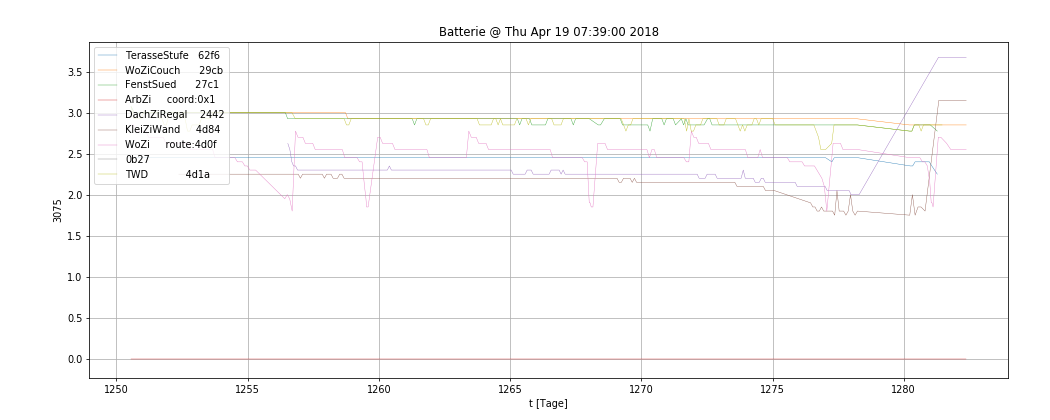 Batterie @ Thu Apr 19 07:39:00 2018
3.5
3.0
2.5
2.0
1.5
1.0
0.5
0.0
3075
TerasseStufe 62f6
WoZiCouch 29cb
FenstSued 27c1
ArbZi coord:0x1
DachZiRegal 2442
KleiZiWand 4d84
WoZi route:4d0f
0b27
TWD 4d1a
1250 1255 1260 1265 1270 1275 1280
t [Tage]